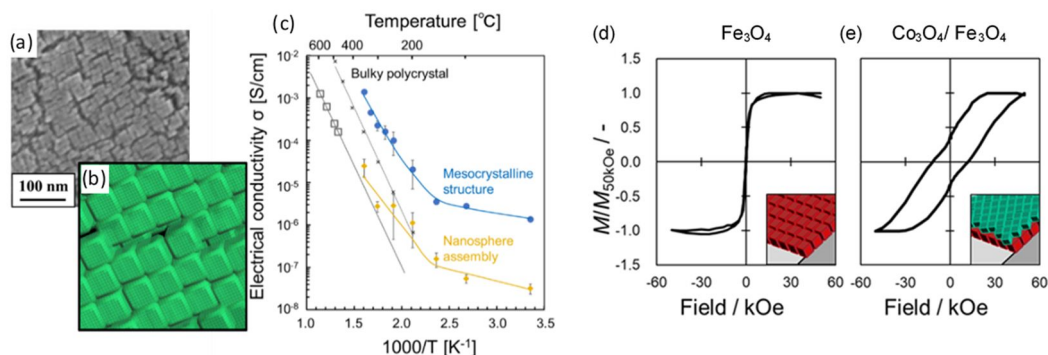 (a)
100 nm
(b)
(c)
Temperature [℃]
600 400 200
Bulky polycrystal
Mesocrystalline
structure
Nanosphere
assembly
Electrical conductivity σ [S/cm]
10⁻²
10⁻³
10⁻⁴
10⁻⁵
10⁻⁶
10⁻⁷
10⁻⁸
1.0 1.5 2.0 2.5 3.0 3.5
1000/T [K⁻¹]
(d) Fe₃O₄
M/M₅₀kOe / -
1.5
1.0
0.5
0.0
-0.5
-1.0
-1.5
-60 -30 0 30 60
Field / kOe
(e) Co₃O₄/ Fe₃O₄
-60 -30 0 30 60
Field / kOe